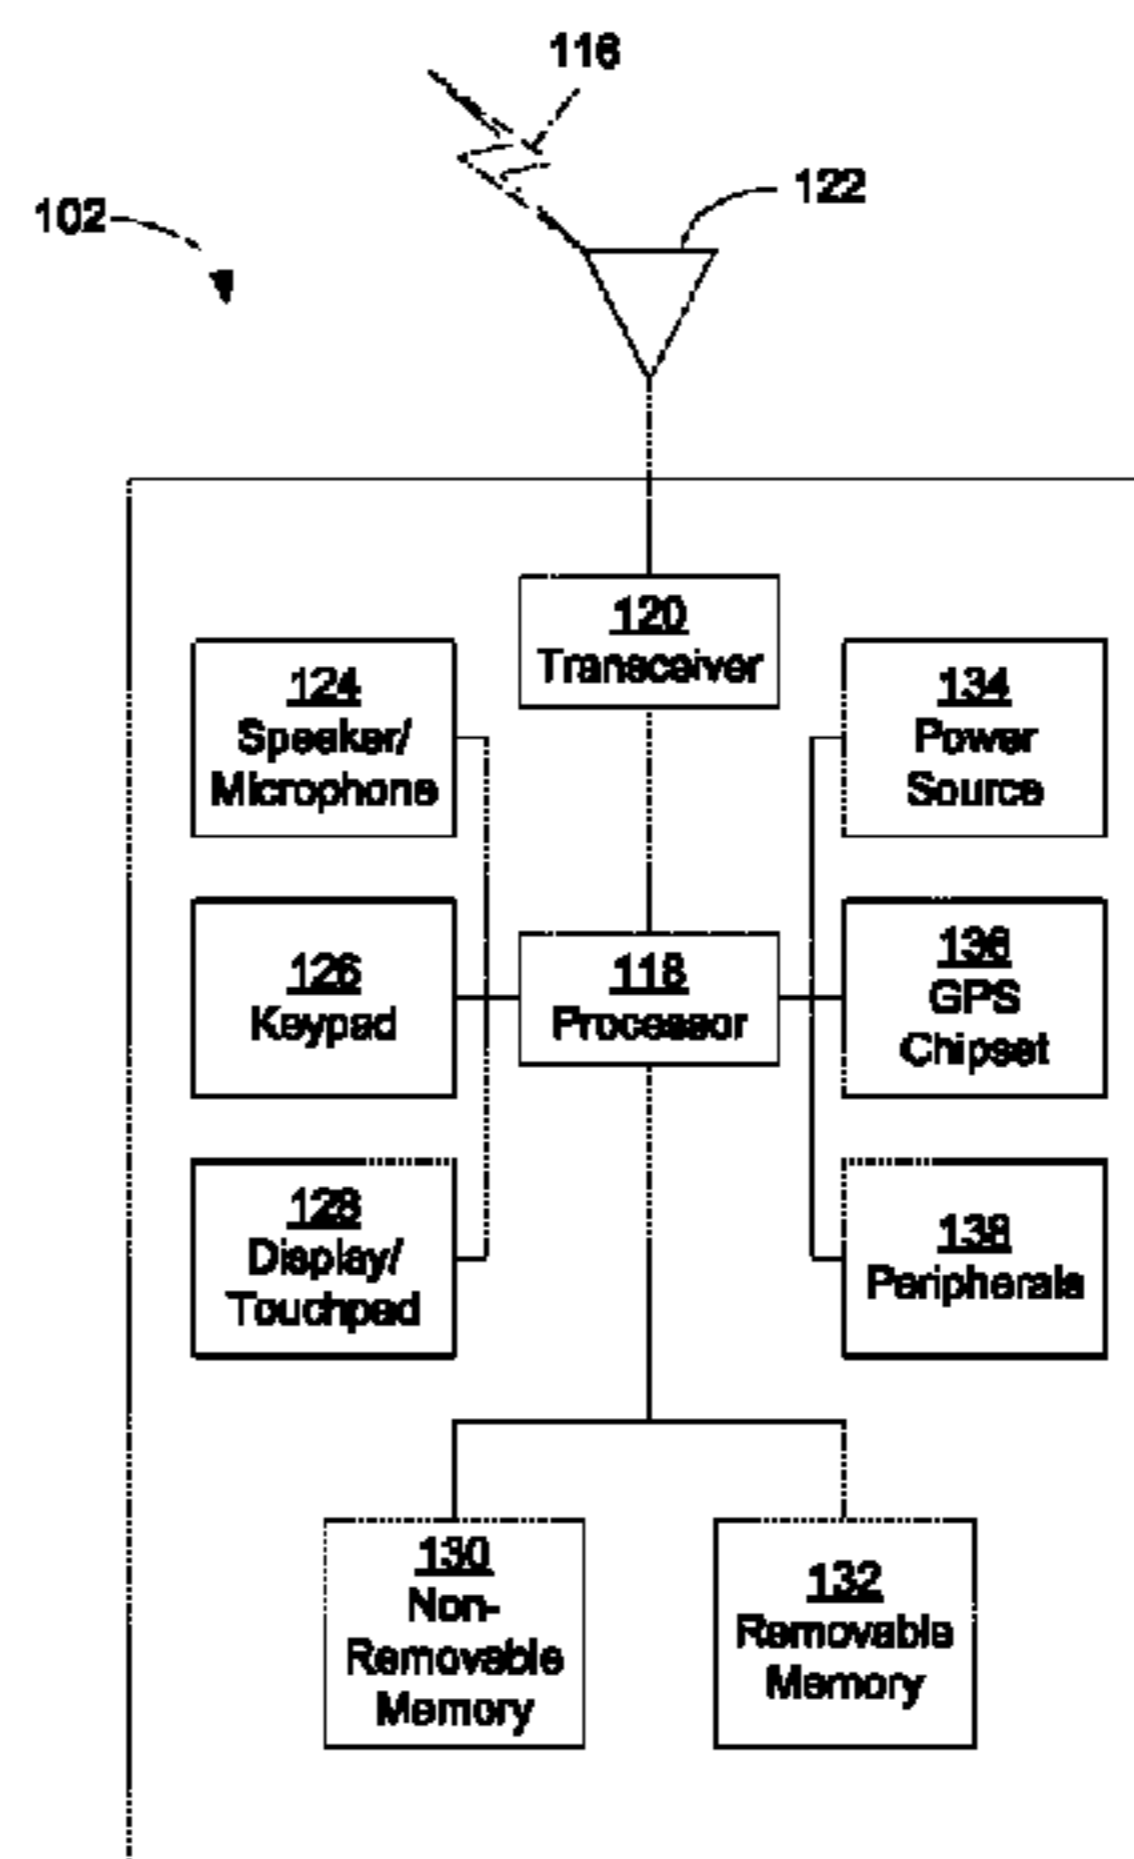 116
122
102
120
Transceiver
124
Speaker/
Microphone
134
Power
Source
126
Keypad
118
Processor
136
GPS
Chipset
128
Display/
Touchpad
138
Peripherals
130
Non-
Removable
Memory
132
Removable
Memory